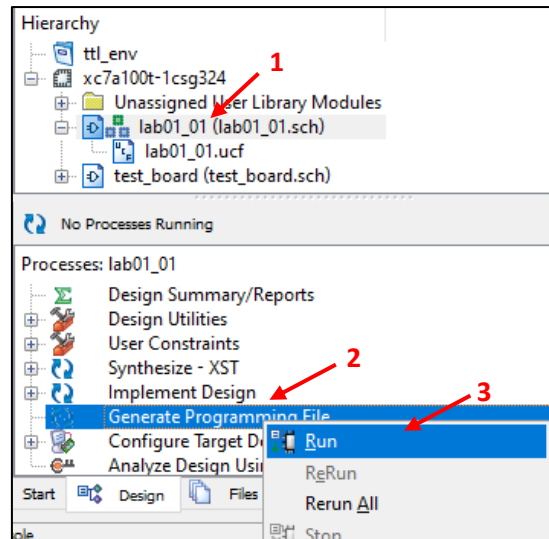 Hierarchy
ttl_env
xc7a100t-1csg324
1
Unassigned User Library Modules
lab01_01 (lab01_01.sch)
lab01_01.ucf
test_board (test_board.sch)
No Processes Running
Processes: lab01_01
Design Summary/Reports
Design Utilities
User Constraints
Synthesize - XST
2
Implement Design
3
Generate Programming File
Configure Target
Run
Analyze Design
ReRun
Start Design Files
Rerun All
Stop